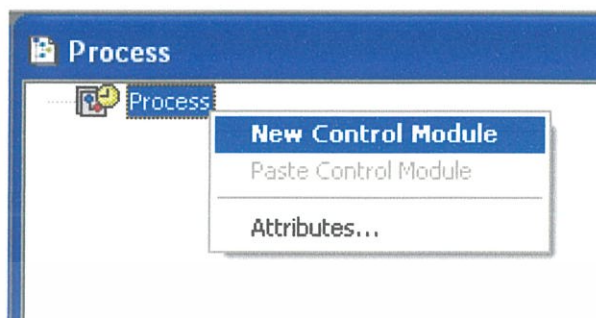 Process
Process
New Control Module
Paste Control Module
Attributes...